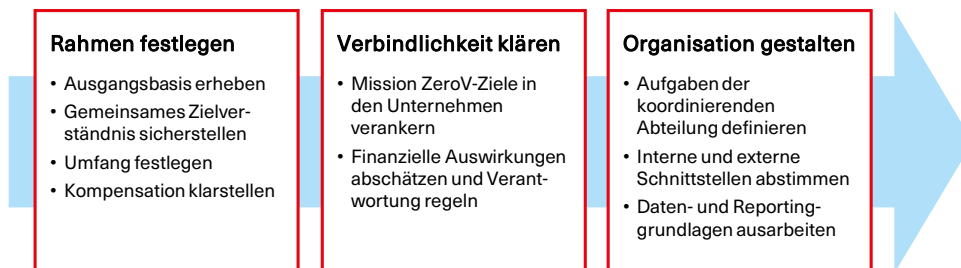 Rahmen festlegen
• Ausgangsbasis erheben
• Gemeinsames Zielver-
ständnis sicherstellen
• Umfang festlegen
• Kompensation klarstellen
Verbindlichkeit klären
• Mission ZeroV-Ziele in
den Unternehmen
verankern
• Finanzielle Auswirkungen
abschätzen und Verant-
wortung regeln
Organisation gestalten
• Aufgaben der
koordinierenden
Abteilung definieren
• Interne und externe
Schnittstellen abstimmen
• Daten- und Reporting-
grundlagen ausarbeiten